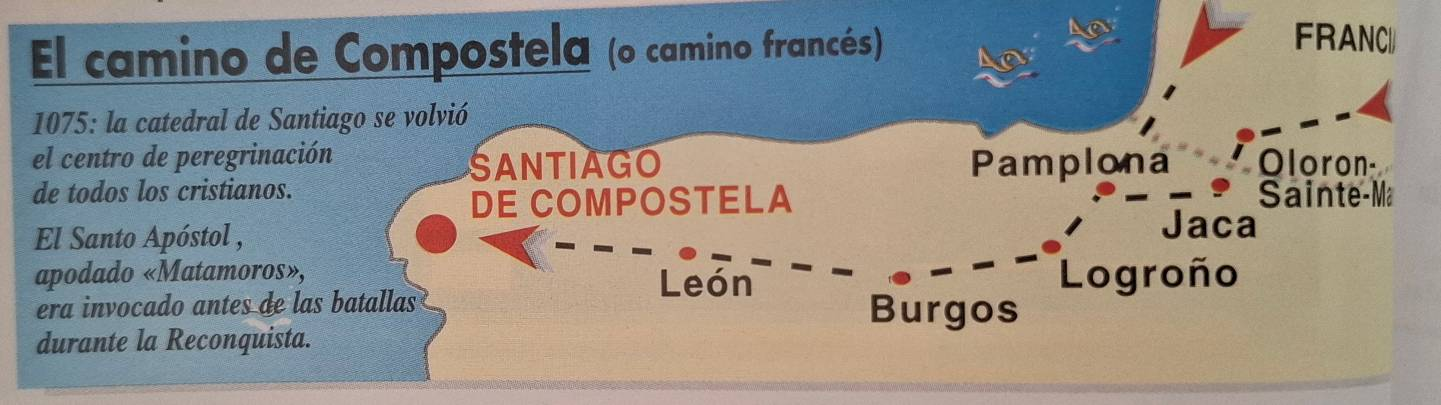 El camino de Compostela (o camino francés)
1075: la catedral de Santiago se volvió
el centro de peregrinación
de todos los cristianos.
El Santo Apóstol ,
apodado «Matamoros»,
era invocado antes de las batallas
durante la Reconquista.
SANTIAGO
DE COMPOSTELA
León
Burgos
Logroño
Pamplona
Jaca
Oloron-
Sainte-Ma
FRANCI